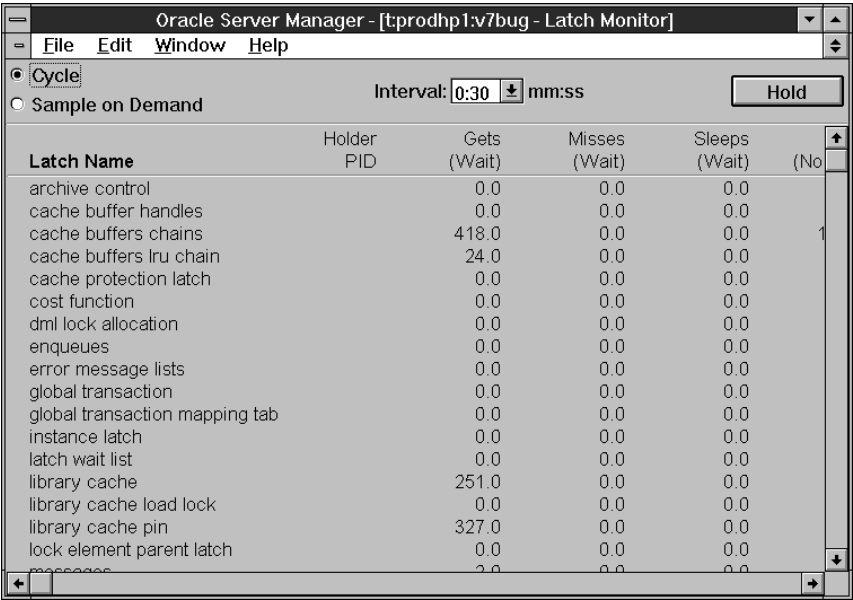 Oracle Server Manager - [t:prodhp1:v7bug - Latch Monitor]
File Edit Window Help
Cycle
Sample on Demand
Interval: 0:30 mm:ss
Hold
Holder Gets Misses Sleeps
Latch Name PID (Wait) (Wait) (Wait) (No
archive control 0.0 0.0 0.0
cache buffer handles 0.0 0.0 0.0
cache buffers chains 418.0 0.0 0.0 1
cache buffers lru chain 24.0 0.0 0.0
cache protection latch 0.0 0.0 0.0
cost function 0.0 0.0 0.0
dml lock allocation 0.0 0.0 0.0
enqueues 0.0 0.0 0.0
error message lists 0.0 0.0 0.0
global transaction 0.0 0.0 0.0
global transaction mapping tab 0.0 0.0 0.0
instance latch 0.0 0.0 0.0
latch wait list 0.0 0.0 0.0
library cache 251.0 0.0 0.0
library cache load lock 0.0 0.0 0.0
library cache pin 327.0 0.0 0.0
lock element parent latch 0.0 0.0 0.0
messages 0.0 0.0